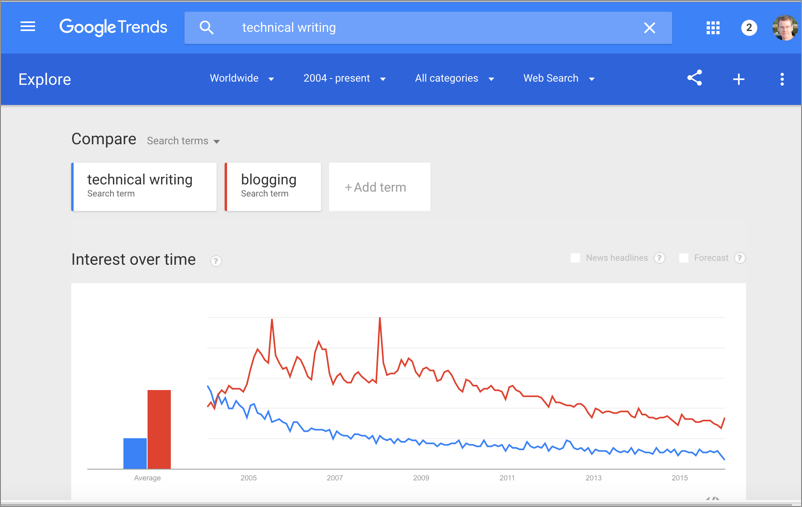 Google Trends
technical writing
2
Explore
Worldwide
2004 - present
All categories
Web Search
Compare
Search terms
technical writing
Search term
blogging
Search term
+Add term
Interest over time
?
News headlines
?
Forecast
?
Average
2005
2007
2009
2011
2013
2015